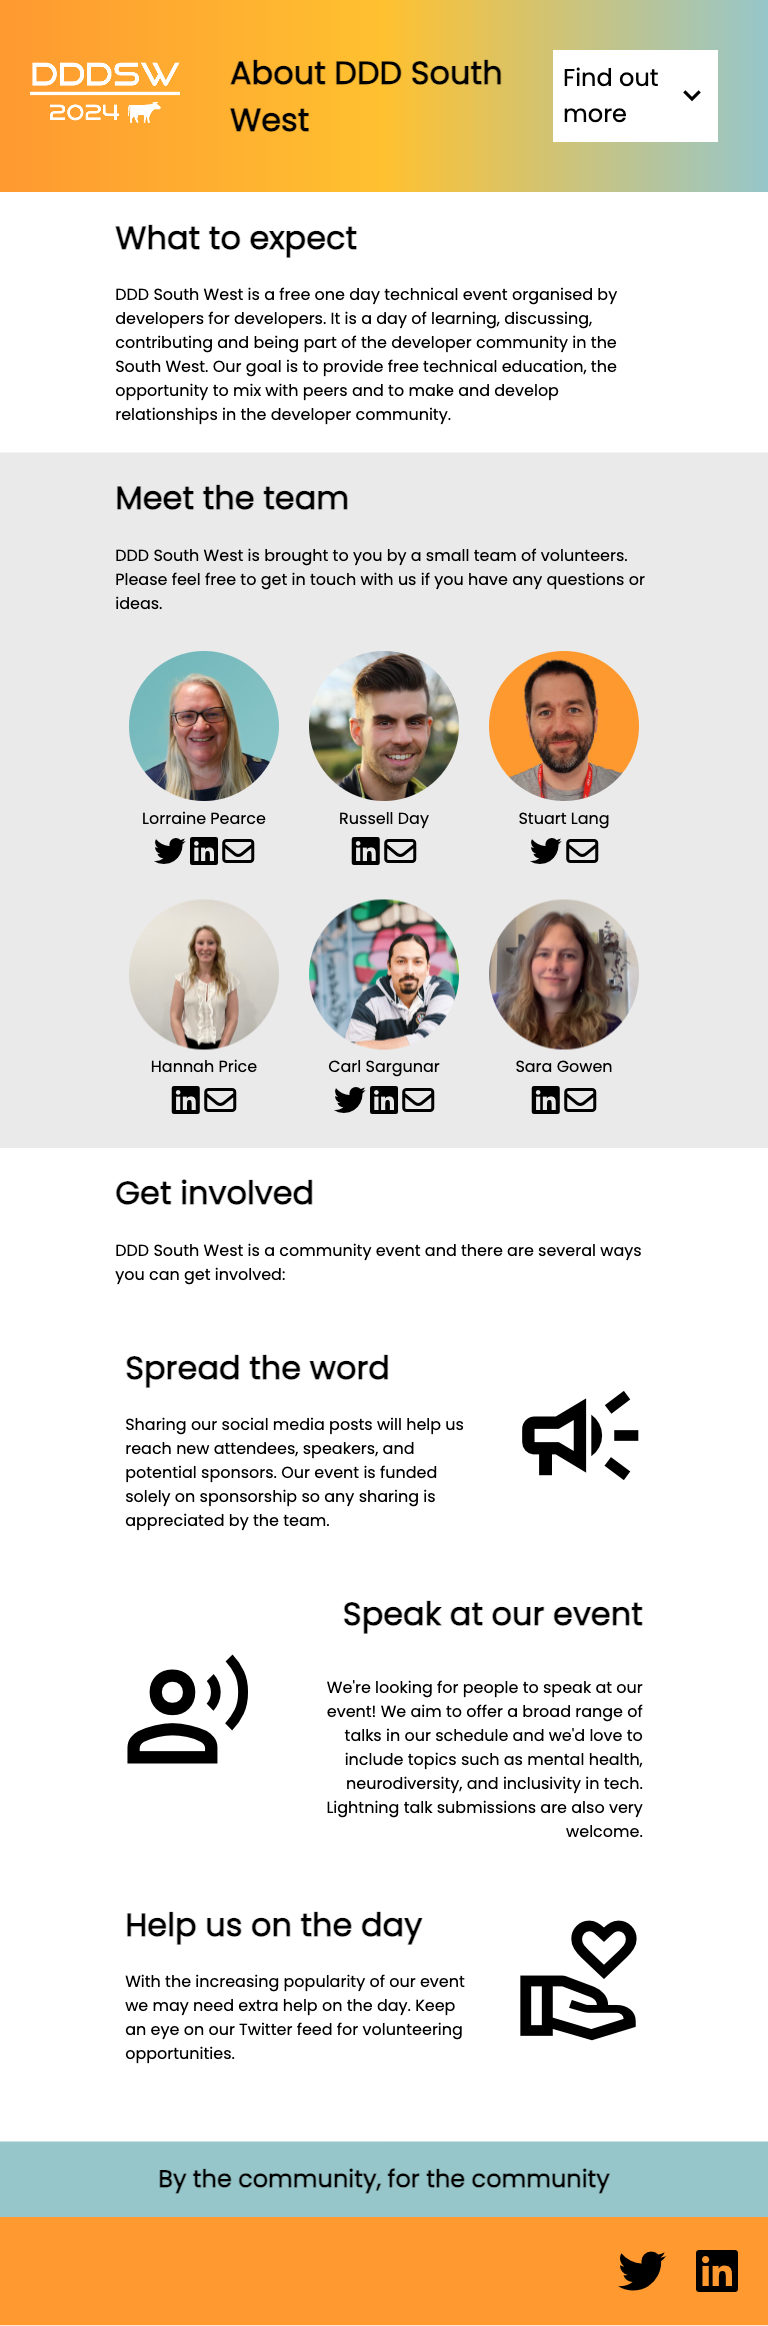 DDDSW
2024
About DDD South
West
Find out
more
What to expect
DDD South West is a free one day technical event organised by
developers for developers. It is a day of learning, discussing,
contributing and being part of the developer community in the
South West. Our goal is to provide free technical education, the
opportunity to mix with peers and to make and develop
relationships in the developer community.
Meet the team
DDD South West is brought to you by a small team of volunteers.
Please feel free to get in touch with us if you have any questions or
ideas.
Lorraine Pearce
Russell Day
Stuart Lang
Hannah Price
Carl Sargunar
Sara Gowen
Get involved
DDD South West is a community event and there are several ways
you can get involved:
Spread the word
Sharing our social media posts will help us
reach new attendees, speakers, and
potential sponsors. Our event is funded
solely on sponsorship so any sharing is
appreciated by the team.
Speak at our event
We're looking for people to speak at our
event! We aim to offer a broad range of
talks in our schedule and we'd love to
include topics such as mental health,
neurodiversity, and inclusivity in tech.
Lightning talk submissions are also very
welcome.
Help us on the day
With the increasing popularity of our event
we may need extra help on the day. Keep
an eye on our Twitter feed for volunteering
opportunities.
By the community, for the community